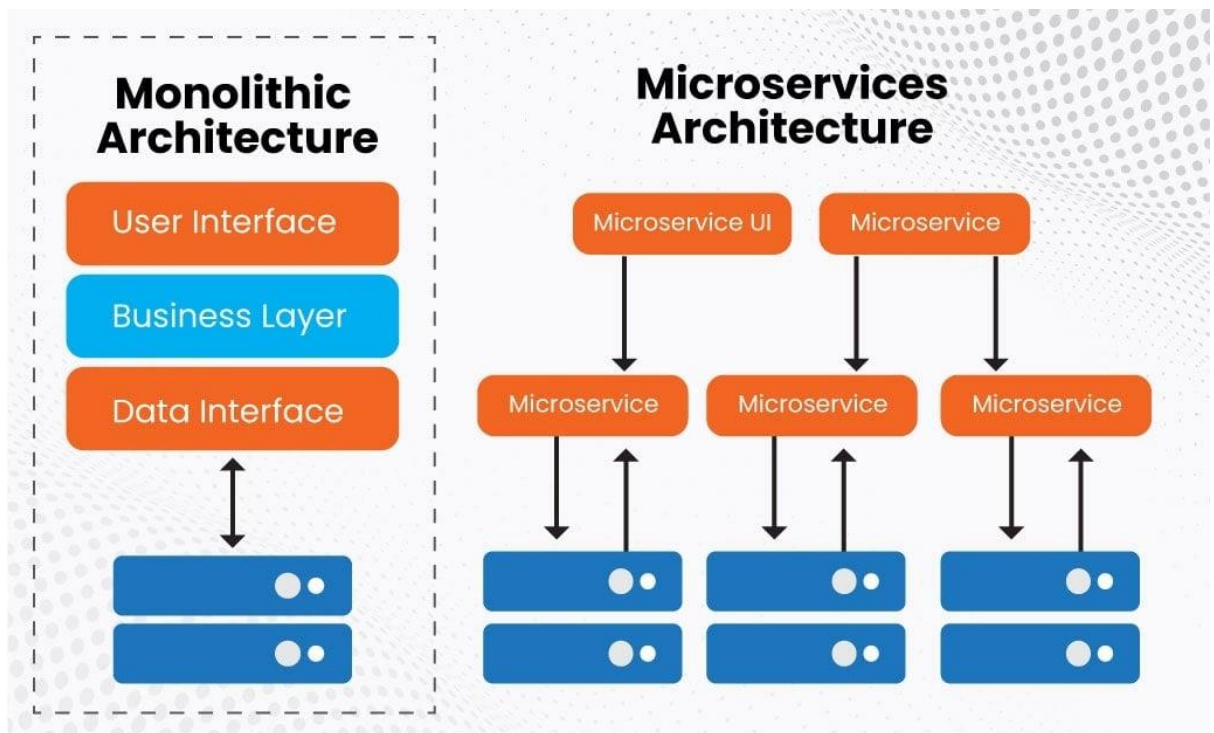 Monolithic
Architecture
User Interface
Business Layer
Data Interface
Microservices
Architecture
Microservice UI
Microservice
Microservice
Microservice
Microservice